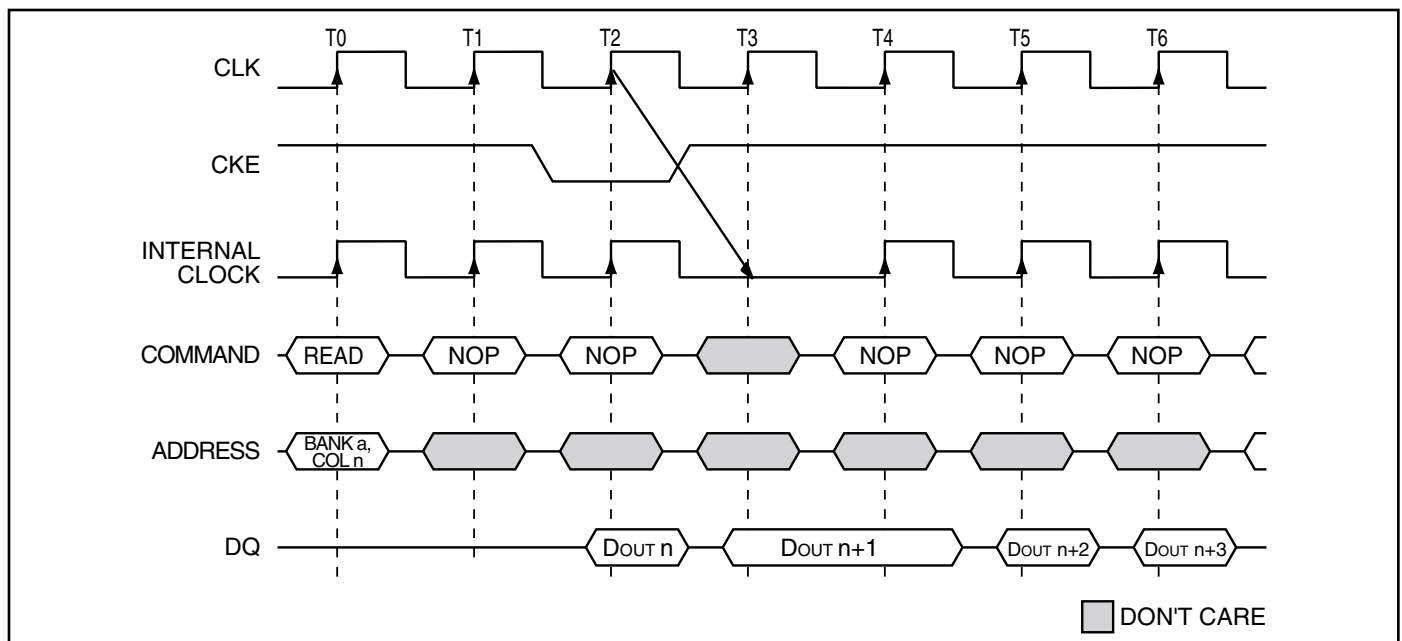 T0 T1 T2 T3 T4 T5 T6
CLK
CKE
INTERNAL
CLOCK
COMMAND READ NOP NOP NOP NOP NOP
ADDRESS BANK a,
COL n
DQ DOUT n DOUT n+1 DOUT n+2 DOUT n+3
DON'T CARE